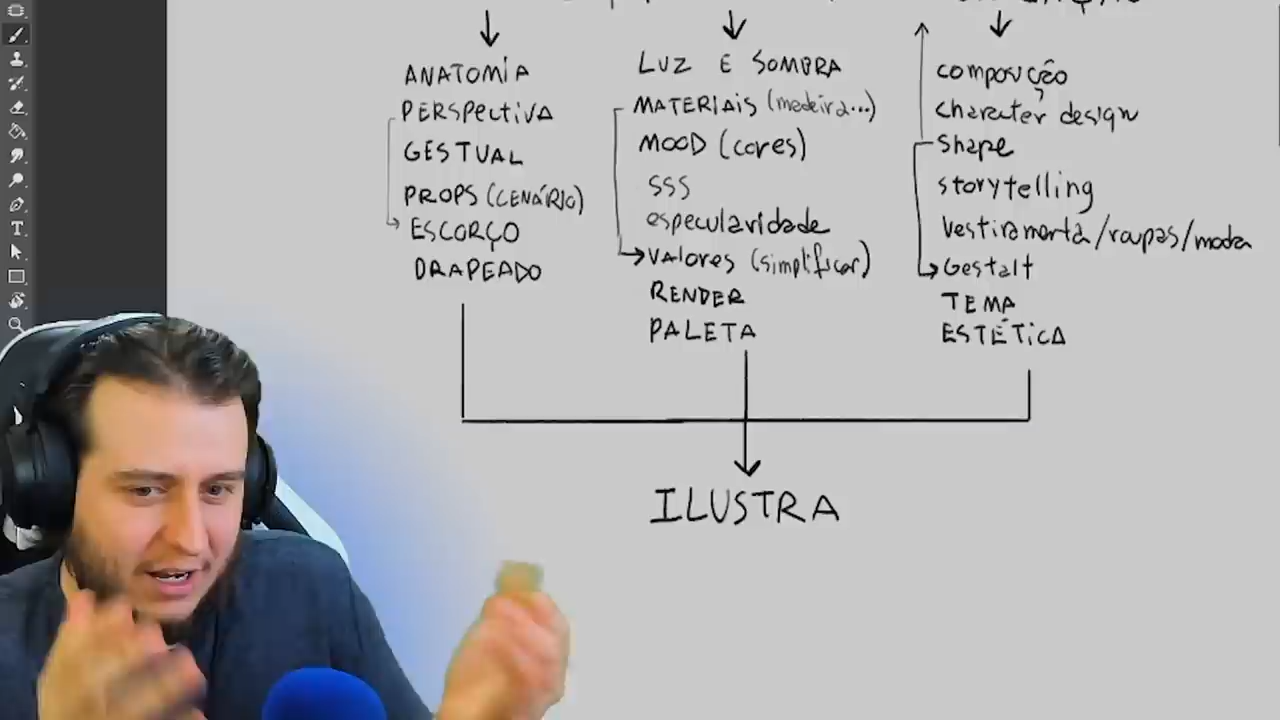 ANATOMIA
PERSPECTIVA
GESTUAL
PROPS (CENÁRIO)
ESCORÇO
DRAPEADO
LUZ E SOMBRA
MATERIAIS (madeira...)
MOOD (cores)
SSS
especularidade
VALORES (simplificar)
RENDER
PALETA
composição
character design
Shape
storytelling
Vestimenta/roupas/moda
Gestalt
TEMA
ESTÉTICA
ILUSTRA